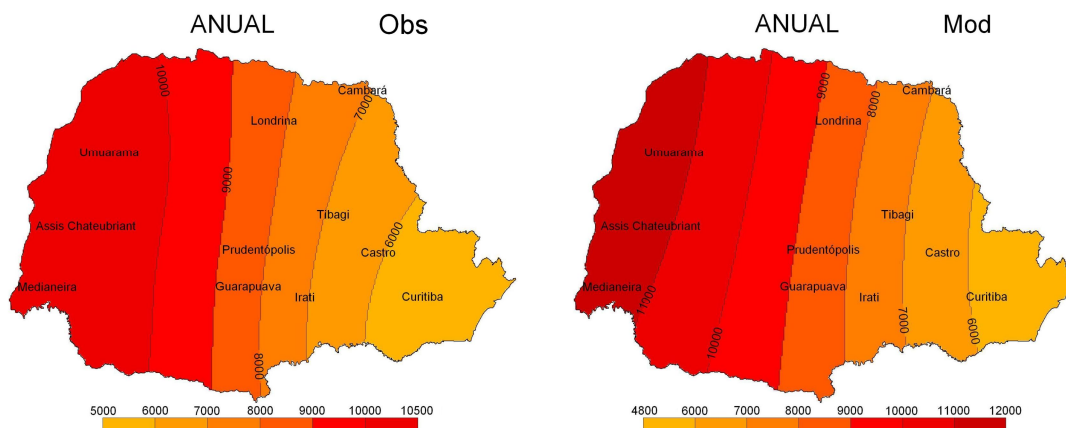 ANUAL Obs
10000
Cambará
7000
Londrina
Umuarama
9000
Tibagi
Assis Chateubriant
6000
Prudentópolis
Castro
Medianeira
Guarapuava
Irati
Curitiba
8000
5000 6000 7000 8000 9000 10000 10500
ANUAL Mod
9000
8000
Cambará
Londrina
Umuarama
Tibagi
Assis Chateubriant
Prudentópolis
Castro
Medianeira
11000
Guarapuava
Irati
Curitiba
10000
7000
6000
4800 6000 7000 8000 9000 10000 11000 12000